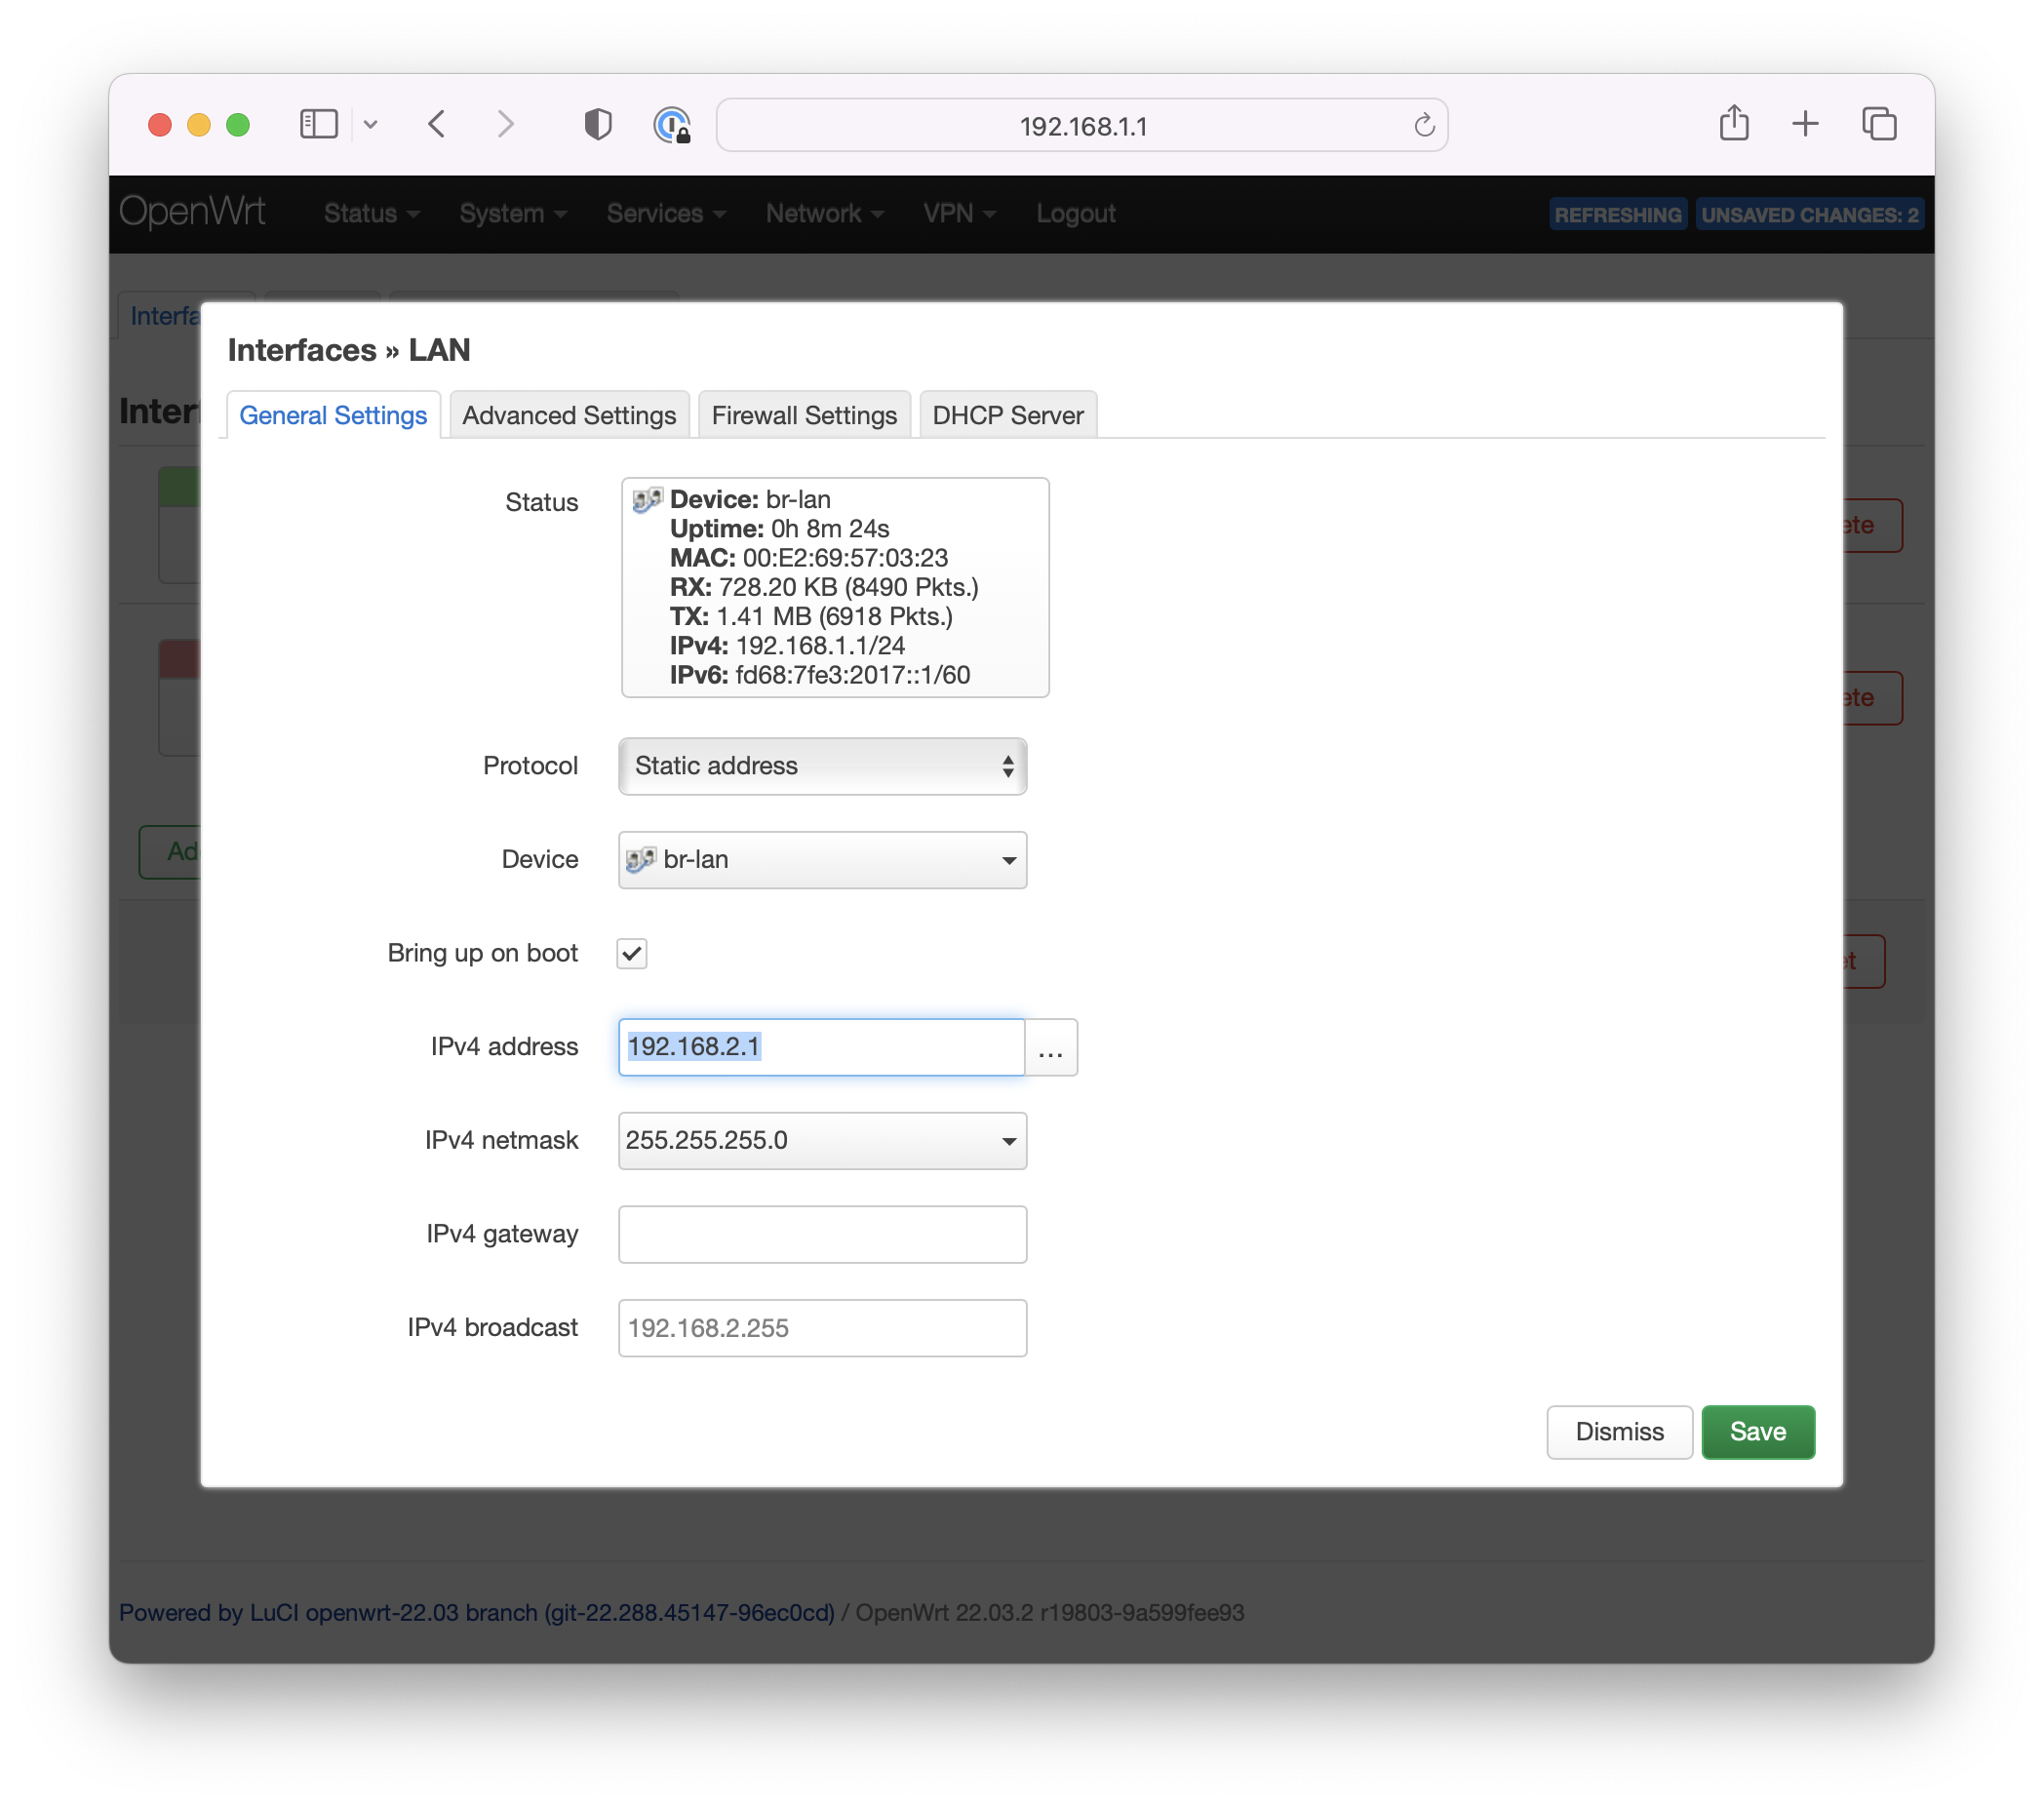 192.168.1.1
OpenWrt Status System Services Network VPN Logout REFRESHING UNSAVED CHANGES: 2
Interfa
Interfaces » LAN
Inter
General Settings Advanced Settings Firewall Settings DHCP Server
Status
Device: br-lan
Uptime: 0h 8m 24s
MAC: 00:E2:69:57:03:23
RX: 728.20 KB (8490 Pkts.)
TX: 1.41 MB (6918 Pkts.)
IPv4: 192.168.1.1/24
IPv6: fd68:7fe3:2017::1/60
ete
ete
Protocol Static address
Ad
Device br-lan
Bring up on boot
et
IPv4 address 192.168.2.1 ...
IPv4 netmask 255.255.255.0
IPv4 gateway
IPv4 broadcast 192.168.2.255
Dismiss Save
Powered by LuCI openwrt-22.03 branch (git-22.288.45147-96ec0cd) / OpenWrt 22.03.2 r19803-9a599fee93